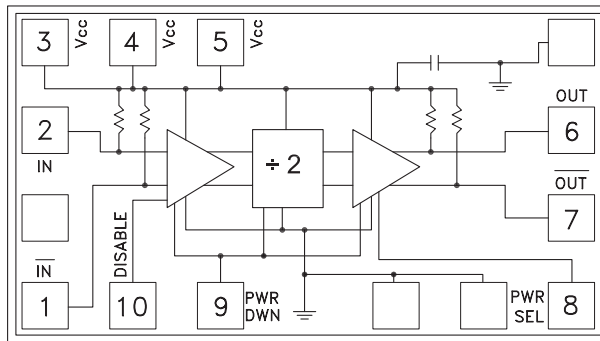 3
Vcc
4
Vcc
5
Vcc
OUT
2
6
IN
÷ 2
OUT
7
DISABLE
IN
1
10
9
PWR
DWN
PWR
SEL
8